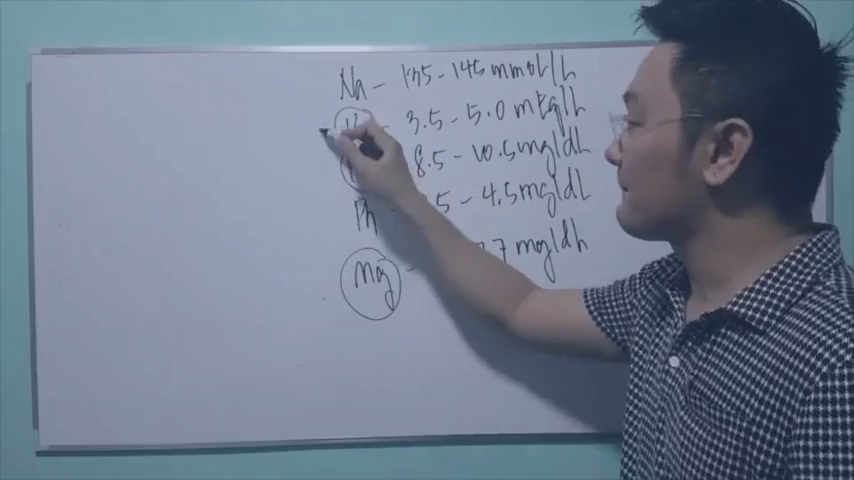 Na - 135 - 145 mmol/L
3.5 - 5.0 mEq/L
8.5 - 10.5 mg/dL
Ph 5 - 4.5 mg/dL
Mg - 7 mg/dL